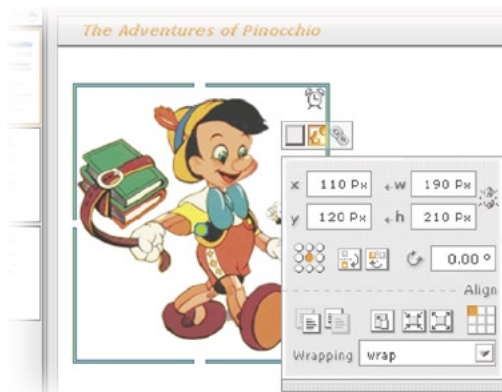 The Adventures of Pinocchio
x 110 Px w 190 Px
y 120 Px h 210 Px
0.00 °
Align
Wrapping wrap